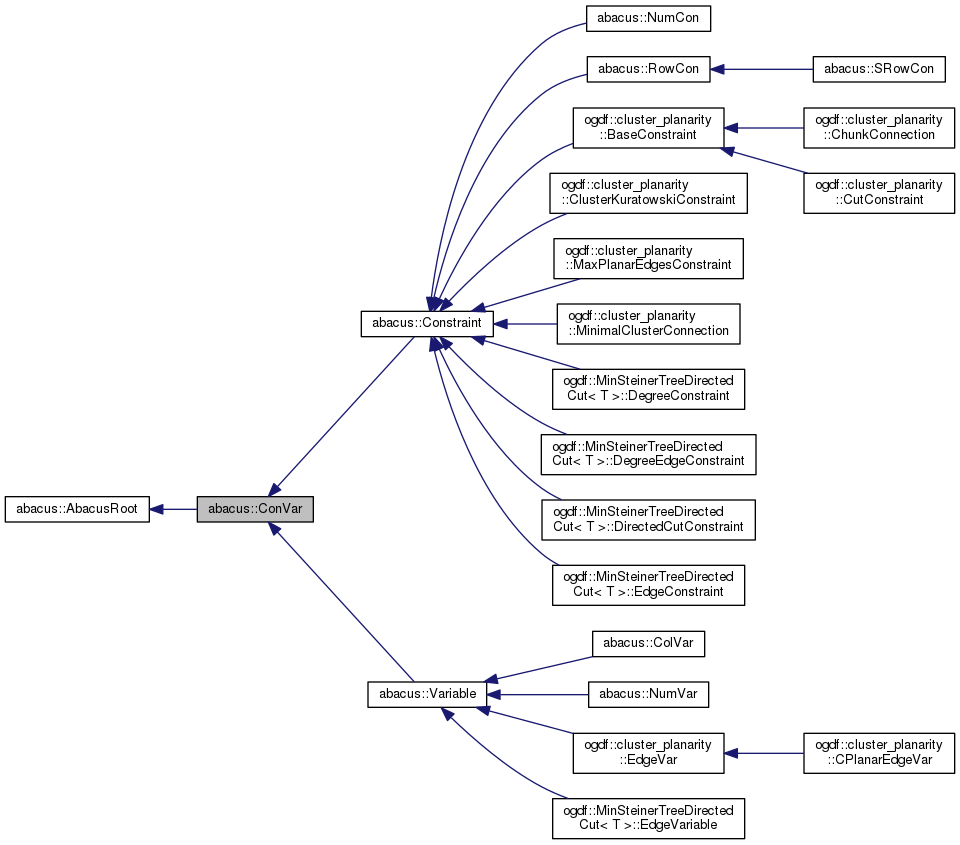 abacus::NumCon
abacus::RowCon
abacus::SRowCon
ogdf::cluster_planarity
::BaseConstraint
ogdf::cluster_planarity
::ChunkConnection
ogdf::cluster_planarity
::CutConstraint
ogdf::cluster_planarity
::ClusterKuratowskiConstraint
ogdf::cluster_planarity
::MaxPlanarEdgesConstraint
abacus::Constraint
ogdf::cluster_planarity
::MinimalClusterConnection
ogdf::MinSteinerTreeDirected
Cut< T >::DegreeConstraint
ogdf::MinSteinerTreeDirected
Cut< T >::DegreeEdgeConstraint
abacus::AbacusRoot
abacus::ConVar
ogdf::MinSteinerTreeDirected
Cut< T >::DirectedCutConstraint
ogdf::MinSteinerTreeDirected
Cut< T >::EdgeConstraint
abacus::ColVar
abacus::Variable
abacus::NumVar
ogdf::cluster_planarity
::EdgeVar
ogdf::cluster_planarity
::CPlanarEdgeVar
ogdf::MinSteinerTreeDirected
Cut< T >::EdgeVariable